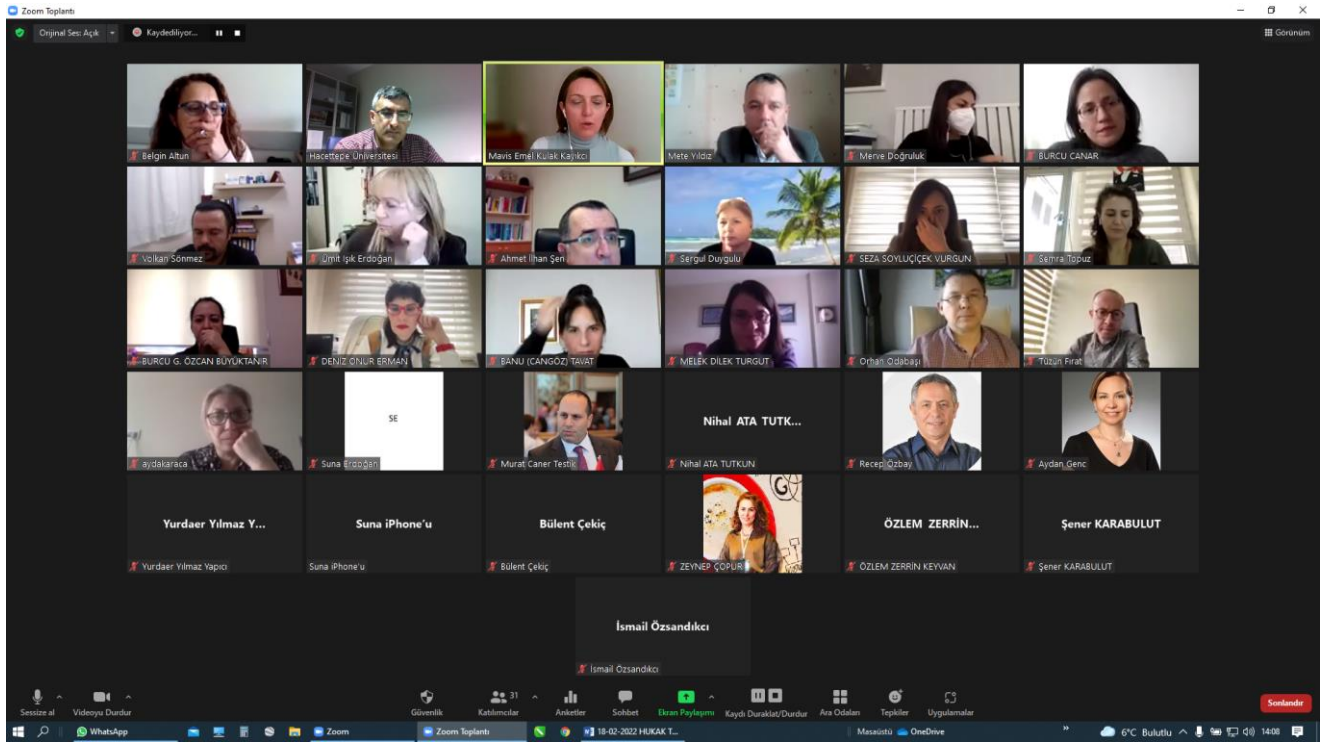 Zoom Toplantı
Orijinal Ses: Açık
Kaydediliyor...
Görünüm
Belgin Altun
Hacettepe Üniversitesi
Mavis Emel Kulak Kayıkcı
Mete Yıldız
Merve Doğruluk
BURCU CANAR
Volkan Sönmez
Ümit Işık Erdoğan
Ahmet İlhan Şen
Sergul Duygulu
SEZA SOYLUÇİÇEK VURGUN
Semra Topuz
BURCU G. ÖZCAN BÜYÜKTANIR
DENİZ ONUR ERMAN
BANU (CANGÖZ) TAVAT
MELEK DİLEK TURGUT
Orhan Odabaşı
Tüzün Fırat
aydakaraca
SE
Suna Erdoğan
Murat Caner Testik
Nihal ATA TUTK...
Nihal ATA TUTKUN
Recep Özbay
Aydan Genc
Yurdaer Yılmaz Y...
Yurdaer Yılmaz Yapıcı
Suna iPhone'u
Suna iPhone'u
Bülent Çekiç
Bülent Çekiç
ZEYNEP ÇOPUR
ÖZLEM ZERRİN...
ÖZLEM ZERRİN KEYVAN
Şener KARABULUT
Şener KARABULUT
İsmail Özsandıkcı
İsmail Özsandıkcı
Sessize al
Videoyu Durdur
Güvenlik
Katılımcılar
31
Anketler
Sohbet
Ekran Paylaşımı
Kaydı Duraklat/Durdur
Ara Odaları
Tepkiler
Uygulamalar
Sonlandır
WhatsApp
Zoom
Zoom Toplantı
18-02-2022 HUKAK T...
Masaüstü
OneDrive
6°C Bulutlu
14:08